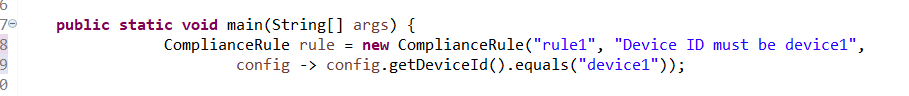 6
7 public static void main(String[] args) {
8 ComplianceRule rule = new ComplianceRule("rule1", "Device ID must be device1",
9 config -> config.getDeviceId().equals("device1"));
0